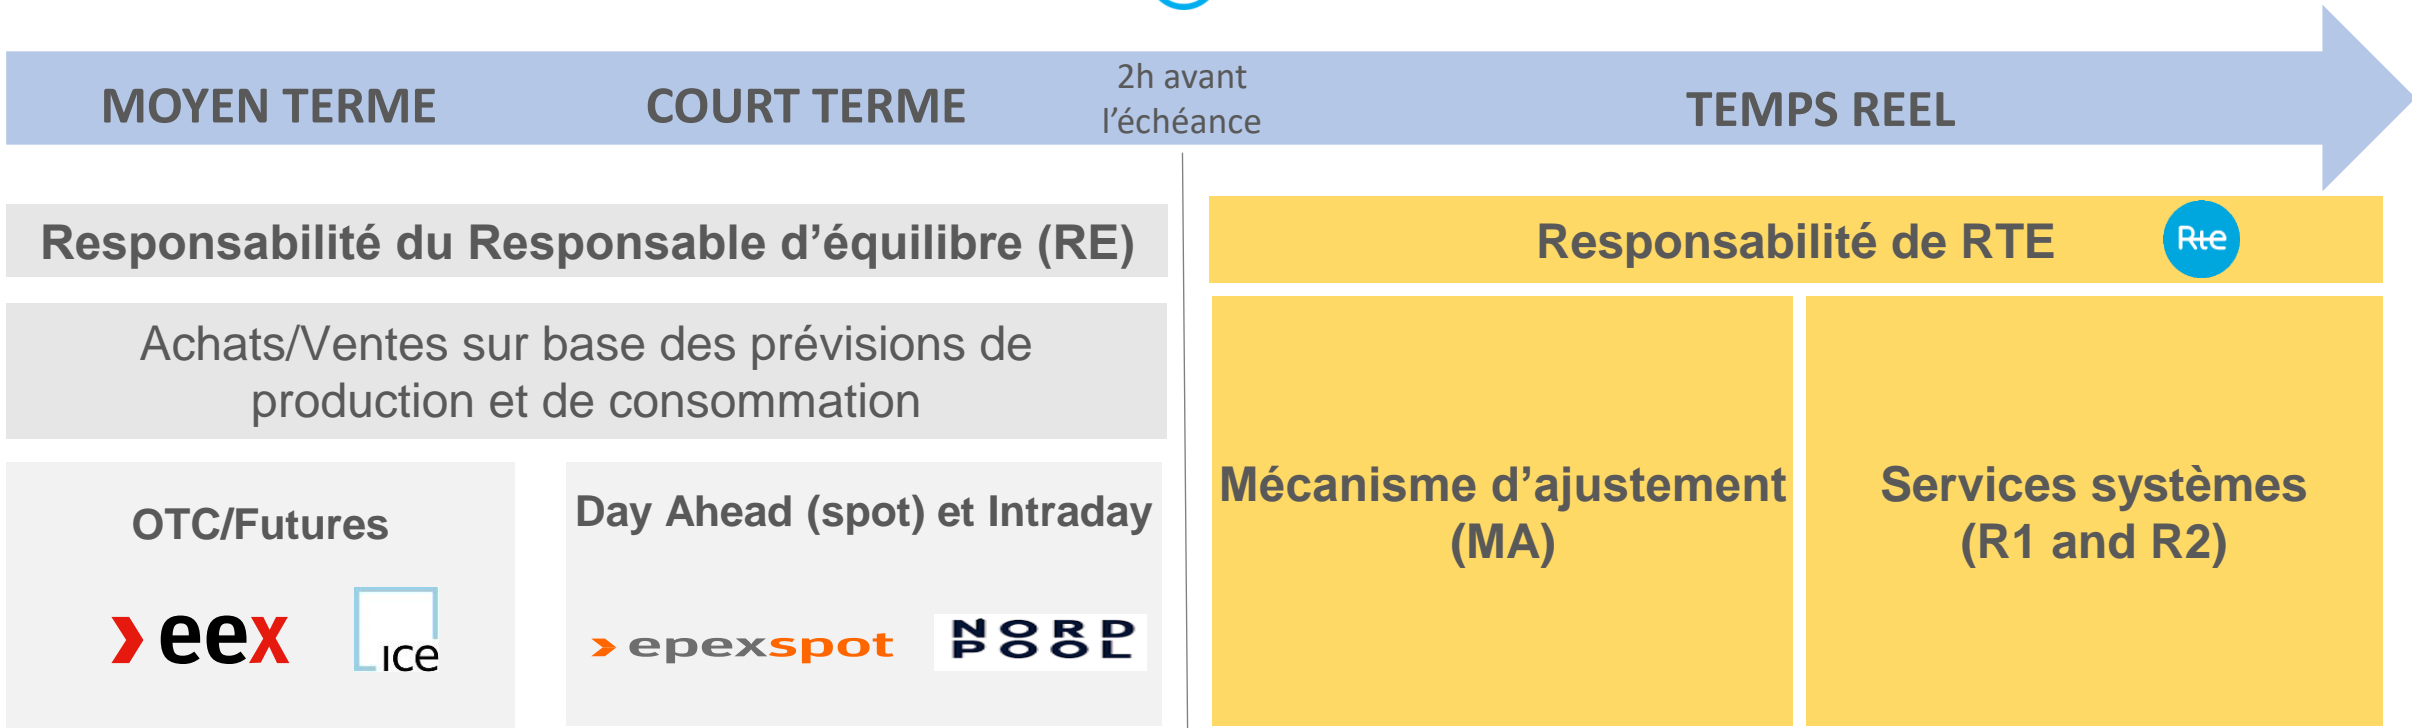 MOYEN TERME
COURT TERME
2h avant
l’échéance
TEMPS REEL
Responsabilité du Responsable d’équilibre (RE)
Responsabilité de RTE
Rte
Achats/Ventes sur base des prévisions de
production et de consommation
OTC/Futures
eex
ICE
Day Ahead (spot) et Intraday
epexspot
NORD
POOL
Mécanisme d’ajustement
(MA)
Services systèmes
(R1 and R2)